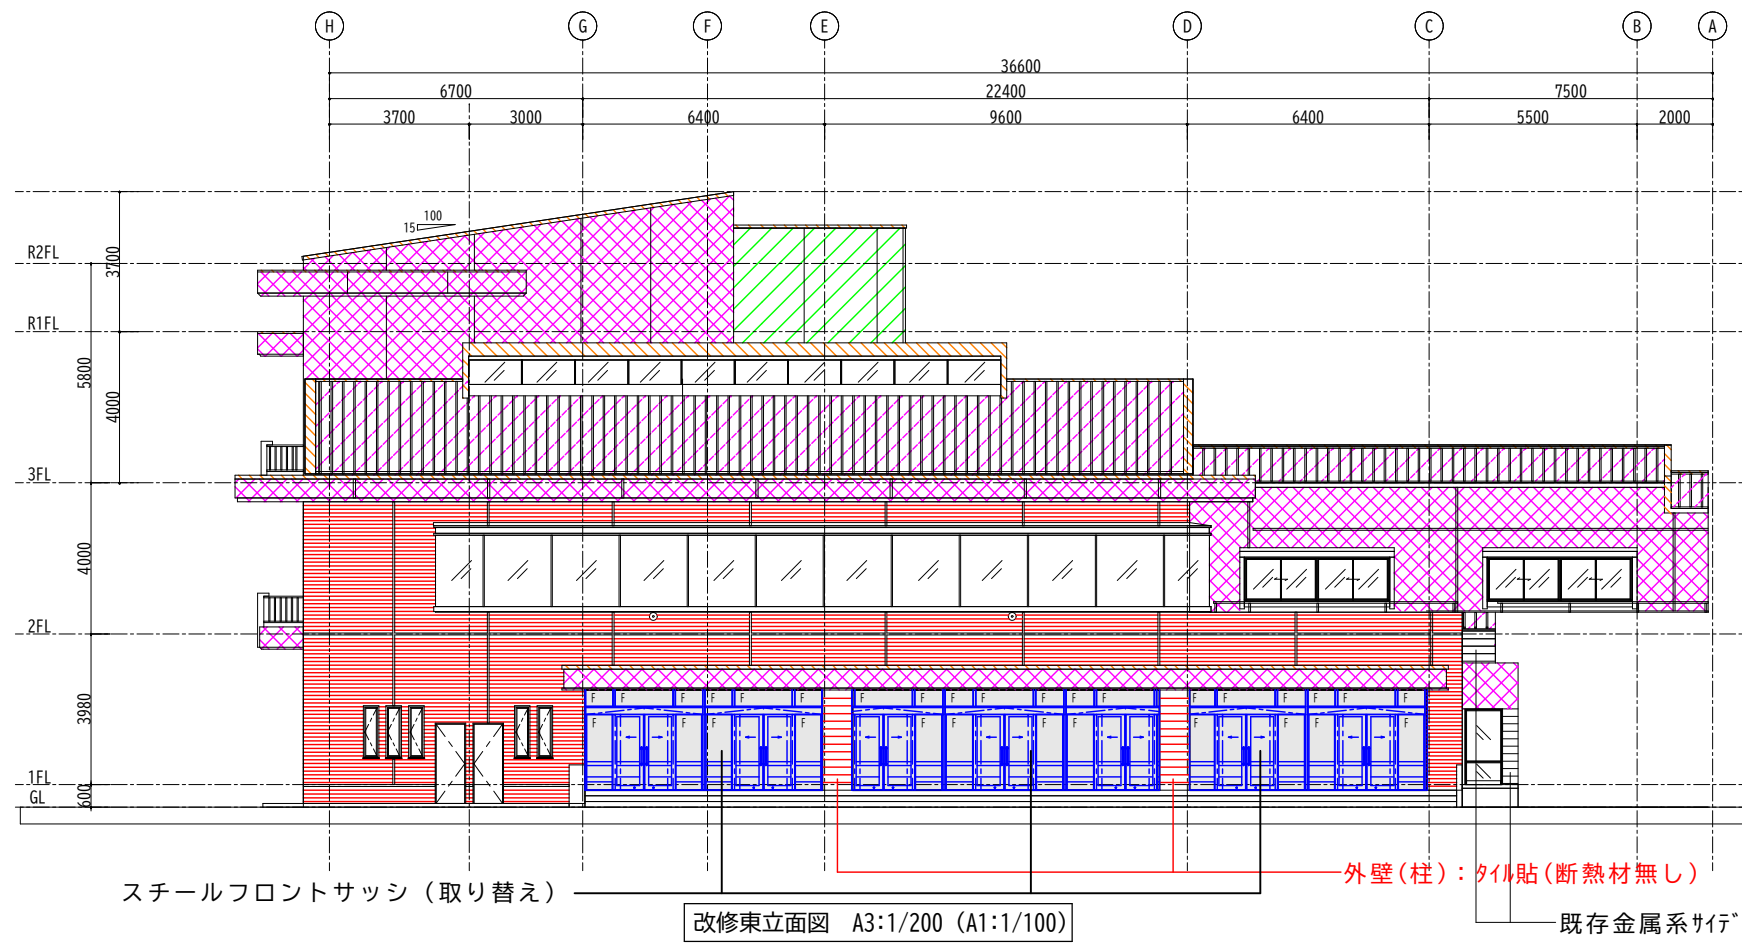 H G F E D C B A
36600
6700 22400 7500
3700 3000 6400 9600 6400 5500 2000
100
15
R2FL
3700
R1FL
5800
4000
3FL
4000
2FL
3980
F F F F F F F F F F F F F F F
F F F F F F F F F F F F
1FL
600
GL
外壁(柱)：ﾀｲﾙ貼(断熱材無し)
スチールフロントサッシ（取り替え）
改修東立面図 A3:1/200 (A1:1/100)
既存金属系ｻｲﾃﾞ